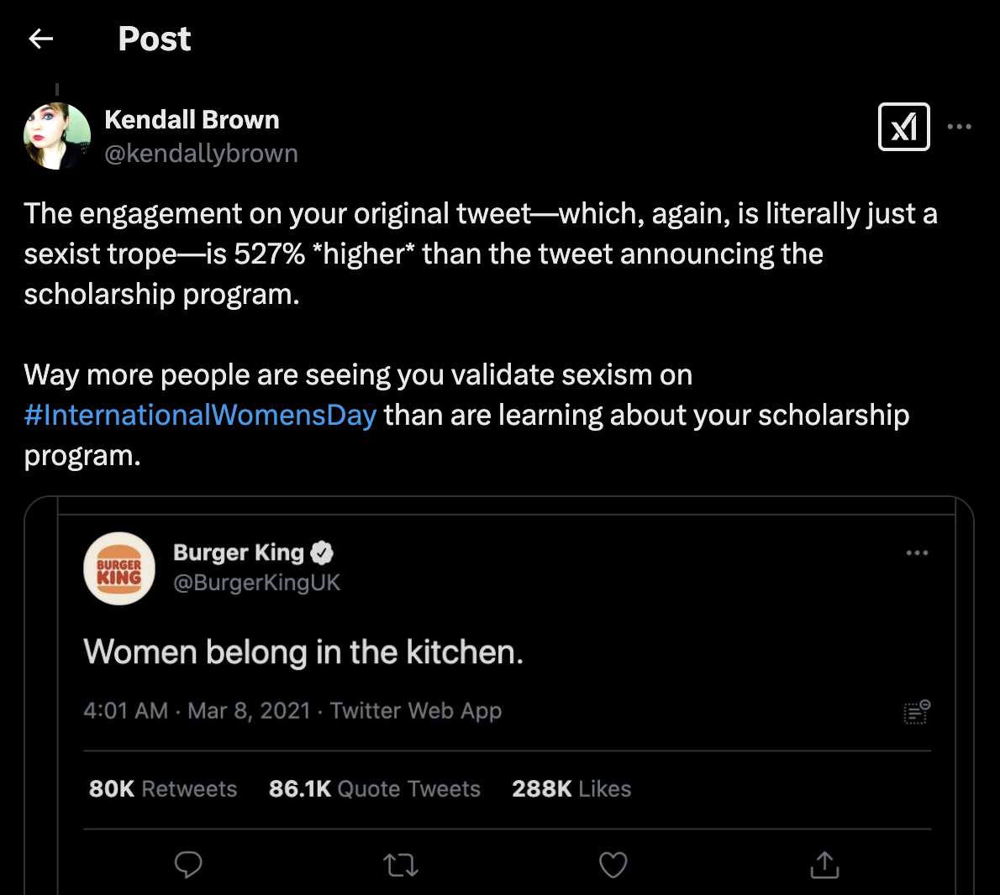 Post
Kendall Brown
@kendallybrown
The engagement on your original tweet—which, again, is literally just a
sexist trope—is 527% *higher* than the tweet announcing the
scholarship program.
Way more people are seeing you validate sexism on
#InternationalWomensDay than are learning about your scholarship
program.
BURGER
KING
Burger King
@BurgerKingUK
Women belong in the kitchen.
4:01 AM · Mar 8, 2021 · Twitter Web App
80K Retweets 86.1K Quote Tweets 288K Likes